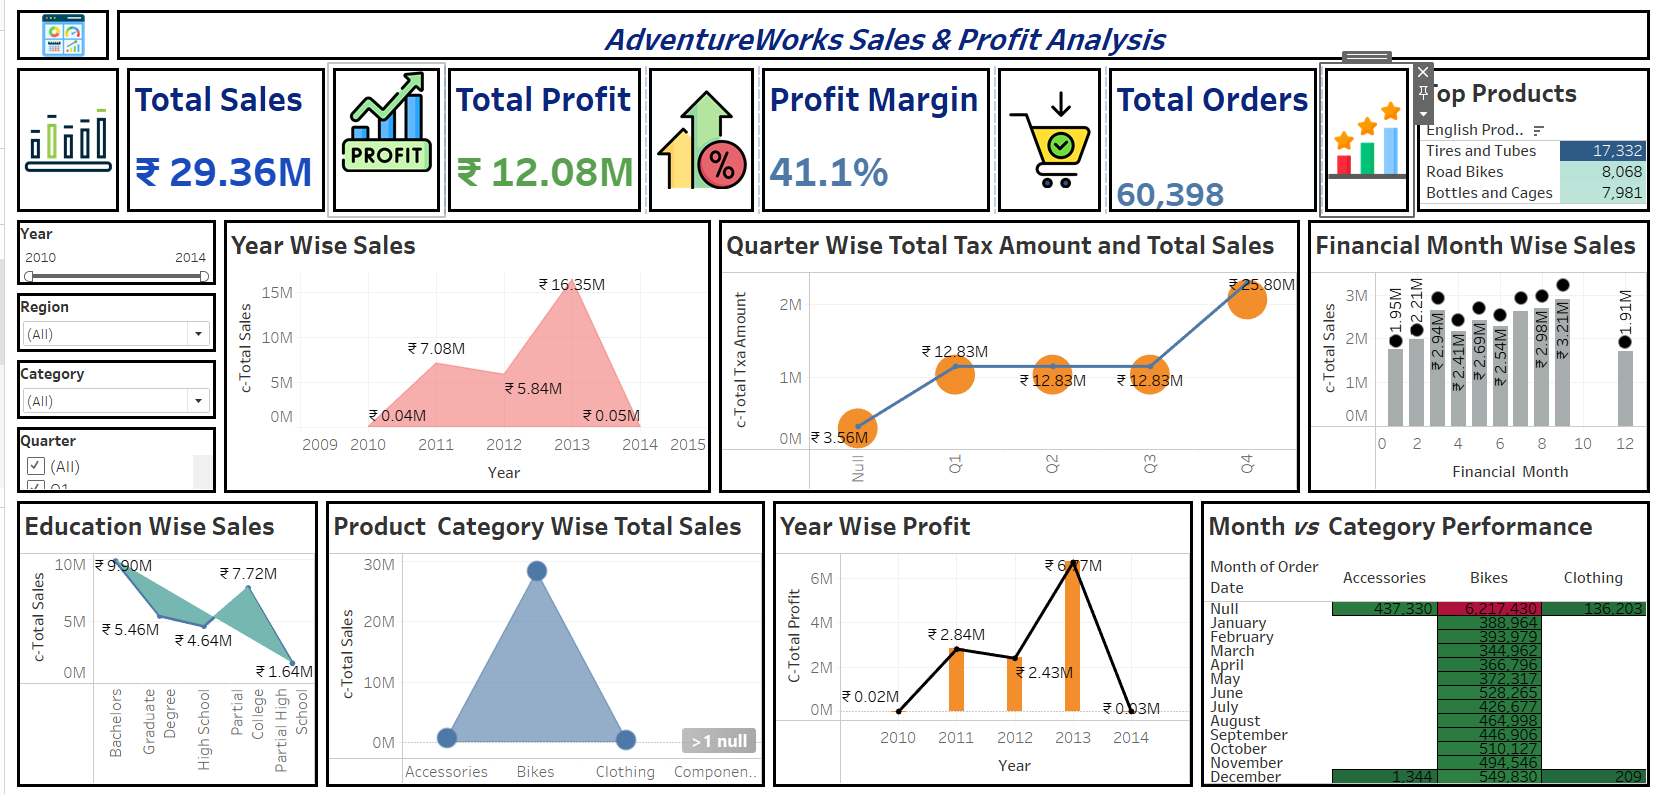 AdventureWorks Sales & Profit Analysis
Total Sales
₹ 29.36M
PROFIT
Total Profit
₹ 12.08M
%
Profit Margin
41.1%
Total Orders
60,398
Top Products
English Prod..
Tires and Tubes 17,332
Road Bikes 8,068
Bottles and Cages 7,981
Year
2010 2014
Region
(All)
Category
(All)
Quarter
(All)
Q1
Year Wise Sales
c-Total Sales
15M
10M
5M
0M
₹ 0.04M
₹ 7.08M
₹ 5.84M
₹ 16.35M
₹ 0.05M
2009 2010 2011 2012 2013 2014 2015
Year
Quarter Wise Total Tax Amount and Total Sales
c-Total Txa Amount
2M
1M
0M
₹ 3.56M
₹ 12.83M
₹ 12.83M
₹ 12.83M
₹ 25.80M
Null Q1 Q2 Q3 Q4
Financial Month Wise Sales
c-Total Sales
3M
2M
1M
0M
1.95M
2.21M
₹ 2.94M
₹ 2.41M
₹ 2.69M
₹ 2.54M
₹ 2.98M
₹ 3.21M
1.91M
0 2 4 6 8 10 12
Financial Month
Education Wise Sales
c-Total Sales
10M
5M
0M
₹ 9.90M
₹ 5.46M
₹ 4.64M
₹ 7.72M
₹ 1.64M
Bachelors
Graduate
Degree
High School
Partial
College
Partial High
School
Product Category Wise Total Sales
c-Total Sales
30M
20M
10M
0M
>1 null
Accessories Bikes Clothing Componen..
Year Wise Profit
C-Total Profit
6M
4M
2M
0M
₹ 0.02M
₹ 2.84M
₹ 2.43M
₹ 6.77M
₹ 0.03M
2010 2011 2012 2013 2014
Year
Month vs Category Performance
Month of Order
Date
Accessories Bikes Clothing
Null 437,330 6,217,430 136,203
January 388,964
February 393,979
March 344,962
April 366,796
May 372,317
June 528,265
July 426,677
August 464,998
September 446,906
October 510,127
November 494,546
December 1,344 549,830 209